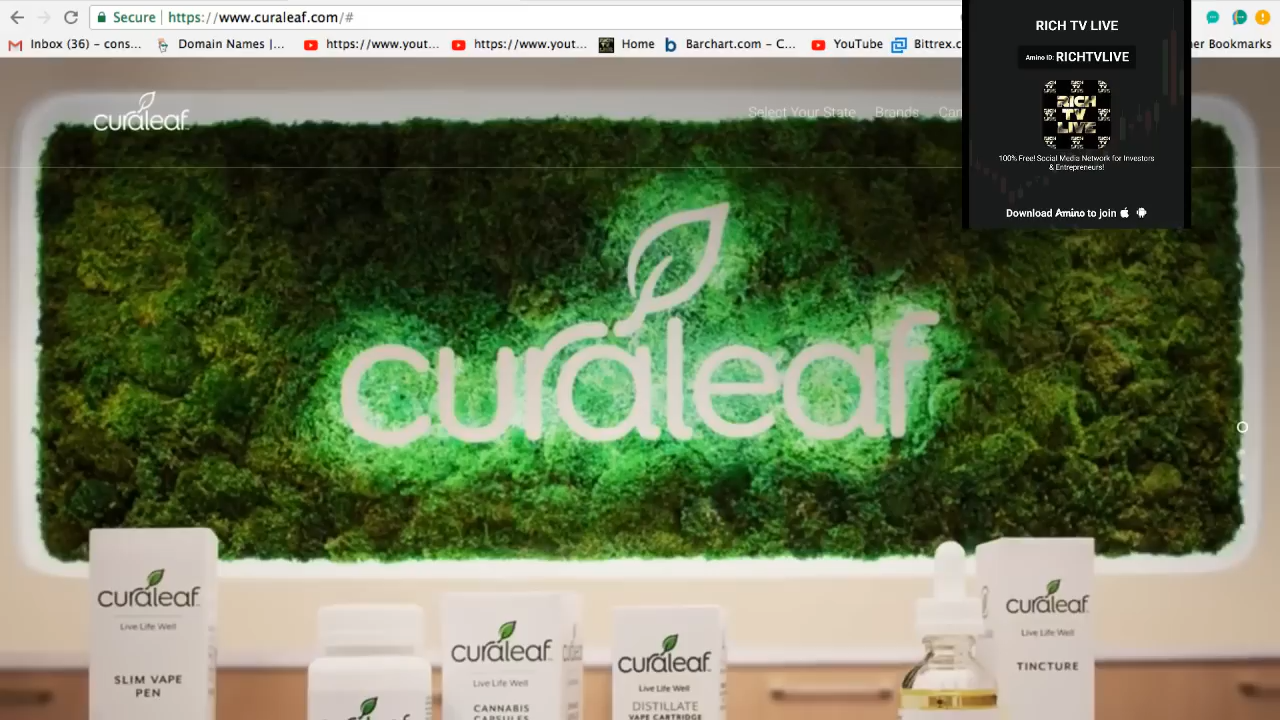 Secure
https://www.curaleaf.com/#
Inbox (36) – cons...
Domain Names |...
https://www.yout...
https://www.yout...
Home
Barchart.com – C...
YouTube
Bittrex.c
er Bookmarks
RICH TV LIVE
Amino ID: RICHTVLIVE
RICH
TV
LIVE
100% Free! Social Media Network for Investors
& Entrepreneurs!
Download Amino to join
curaleaf
Select Your State
Brands
curaleaf
curaleaf
Live Life Well
SLIM VAPE
PEN
curaleaf
Live Life Well
CANNABIS
CAPSULES
curaleaf
Live Life Well
DISTILLATE
VAPE CARTRIDGE
curaleaf
Live Life Well
TINCTURE